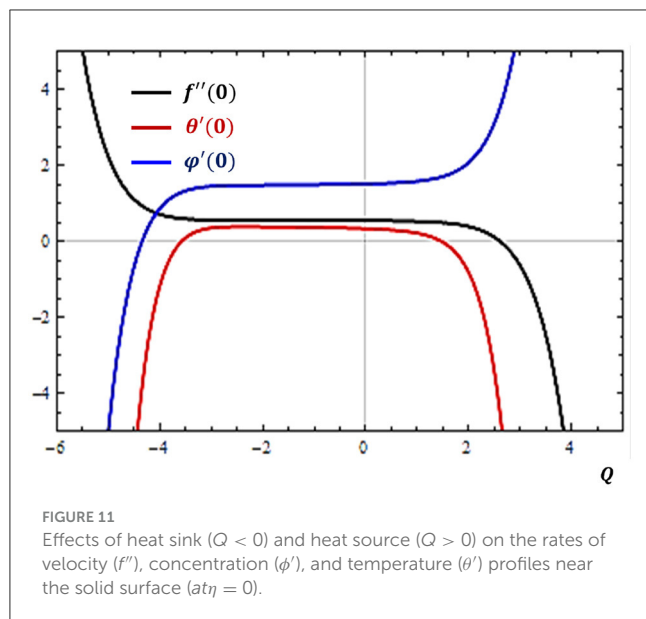 4
2
0
−2
−4
f''(0)
θ'(0)
φ'(0)
−6
−4
−2
0
2
4
Q
FIGURE 11
Effects of heat sink (Q < 0) and heat source (Q > 0) on the rates of
velocity (f''), concentration (ϕ'), and temperature (θ') profiles near
the solid surface (atη = 0).